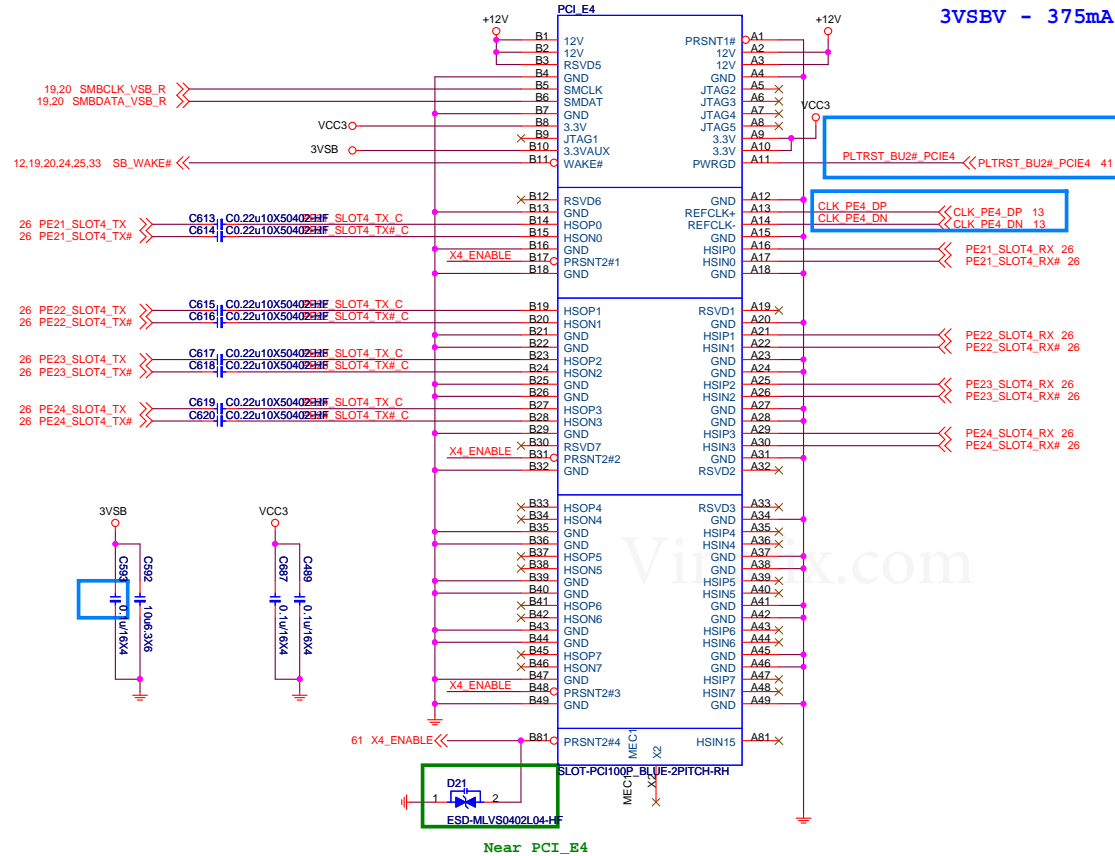 PCI_E4
3VSBV - 375mA
+12V
+12V
B1 12V PRSNT1# A1
B2 12V 12V A2
B3 RSVD5 12V A3
B4 GND GND A4
19,20 SMBCLK_VSB_R B5 SMCLK JTAG2 A5
19,20 SMBDATA_VSB_R B6 SMDAT JTAG3 A6
B7 GND JTAG4 A7
VCC3
VCC3 B8 3.3V JTAG5 A8
B9 JTAG1 3.3V A9
3VSB B10 3.3VAUX 3.3V A10
12,19,20,24,25,33 SB_WAKE# B11 WAKE# PWRGD A11 PLTRST_BU2#_PCIE4 PLTRST_BU2#_PCIE4 41
B12 RSVD6 GND A12
B13 GND REFCLK+ A13 CLK_PE4_DP CLK_PE4_DP 13
26 PE21_SLOT4_TX C613 C0.22u10X50402-HF _SLOT4_TX_C B14 HSOP0 REFCLK- A14 CLK_PE4_DN CLK_PE4_DN 13
26 PE21_SLOT4_TX# C614 C0.22u10X50402-HF _SLOT4_TX#_C B15 HSON0 GND A15
B16 GND HSIP0 A16 PE21_SLOT4_RX 26
X4_ENABLE B17 PRSNT2#1 HSIN0 A17 PE21_SLOT4_RX# 26
B18 GND GND A18
26 PE22_SLOT4_TX C615 C0.22u10X50402-HF _SLOT4_TX_C B19 HSOP1 RSVD1 A19
26 PE22_SLOT4_TX# C616 C0.22u10X50402-HF _SLOT4_TX#_C B20 HSON1 GND A20
B21 GND HSIP1 A21 PE22_SLOT4_RX 26
B22 GND HSIN1 A22 PE22_SLOT4_RX# 26
26 PE23_SLOT4_TX C617 C0.22u10X50402-HF _SLOT4_TX_C B23 HSOP2 GND A23
26 PE23_SLOT4_TX# C618 C0.22u10X50402-HF _SLOT4_TX#_C B24 HSON2 GND A24
B25 GND HSIP2 A25 PE23_SLOT4_RX 26
B26 GND HSIN2 A26 PE23_SLOT4_RX# 26
26 PE24_SLOT4_TX C619 C0.22u10X50402-HF _SLOT4_TX_C B27 HSOP3 GND A27
26 PE24_SLOT4_TX# C620 C0.22u10X50402-HF _SLOT4_TX#_C B28 HSON3 GND A28
B29 GND HSIP3 A29 PE24_SLOT4_RX 26
B30 RSVD7 HSIN3 A30 PE24_SLOT4_RX# 26
X4_ENABLE B31 PRSNT2#2 GND A31
B32 GND RSVD2 A32
B33 HSOP4 RSVD3 A33
B34 HSON4 GND A34
B35 GND HSIP4 A35
B36 GND HSIN4 A36
B37 HSOP5 GND A37
B38 HSON5 GND A38
B39 GND HSIP5 A39
B40 GND HSIN5 A40
B41 HSOP6 GND A41
B42 HSON6 GND A42
B43 GND HSIP6 A43
B44 GND HSIN6 A44
B45 HSOP7 GND A45
B46 HSON7 GND A46
B47 GND HSIP7 A47
X4_ENABLE B48 PRSNT2#3 HSIN7 A48
B49 GND GND A49
61 X4_ENABLE B81 PRSNT2#4 HSIN15 A81
MEC1 X2
SLOT-PCI100P_BLUE-2PITCH-RH
MEC1 X2
3VSB
C593 0.1u/16X4
C592 10u6.3X6
VCC3
C687 0.1u/16X4
C489 0.1u/16X4
D21
1 2
ESD-MLVS0402L04-HF
Near PCI_E4